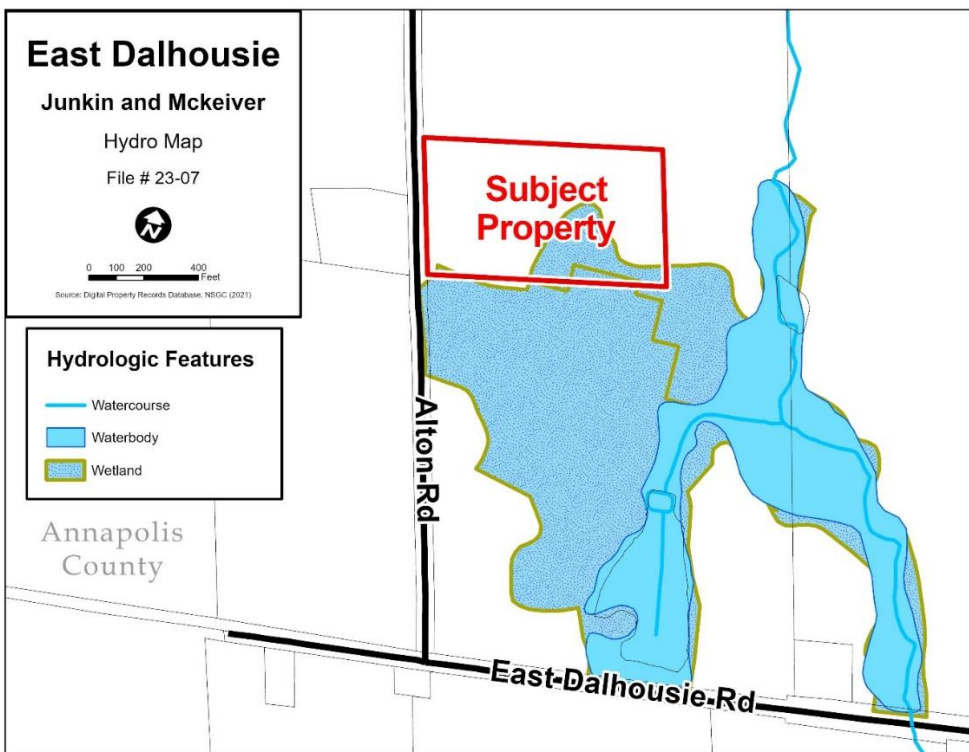 East Dalhousie
Junkin and Mckeiver
Hydro Map
File # 23-07
N
0 100 200 400
Feet
Source: Digital Property Records Database, NSGC (2021)
Hydrologic Features
Watercourse
Waterbody
Wetland
Annapolis
County
Subject
Property
Alton Rd
East Dalhousie Rd